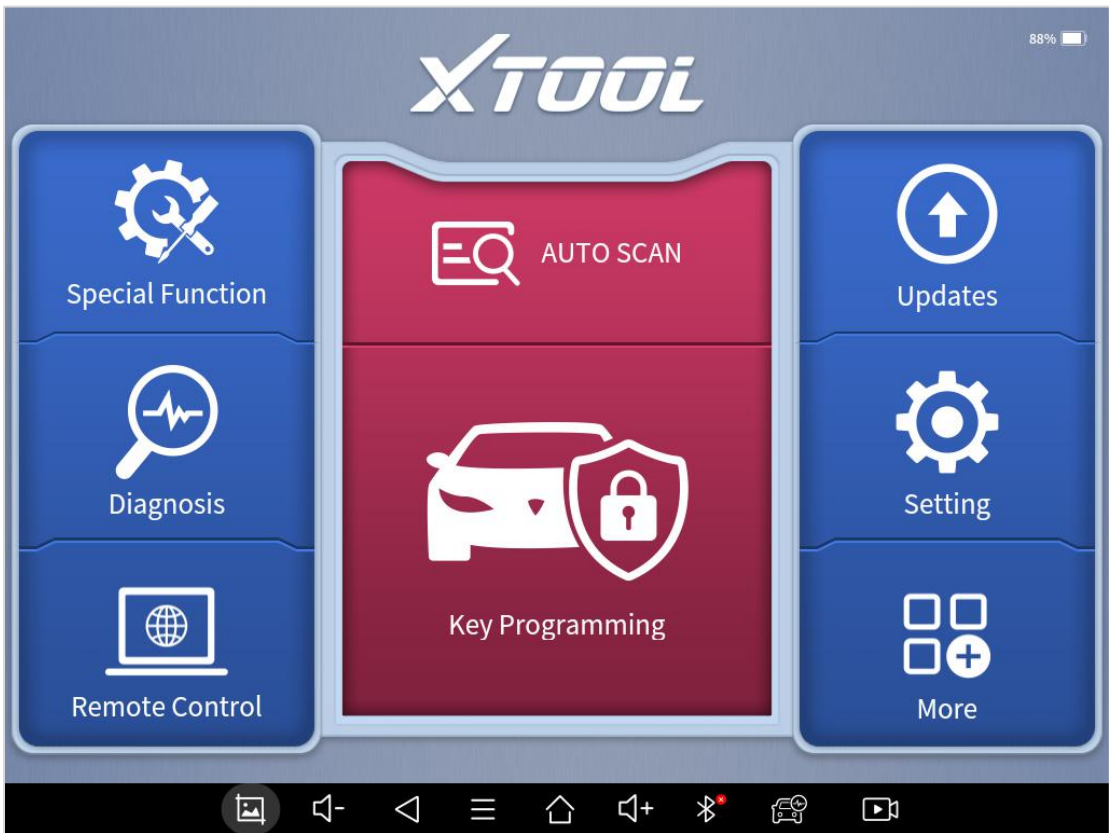 88%
XTOOL
Special Function
AUTO SCAN
Updates
Diagnosis
Key Programming
Setting
Remote Control
More